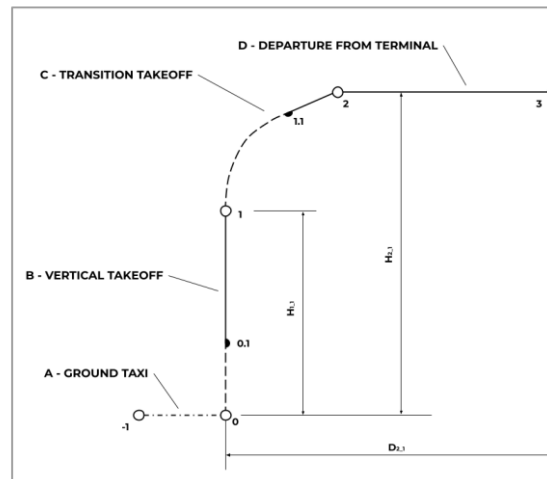 D - DEPARTURE FROM TERMINAL
C - TRANSITION TAKEOFF
2
3
1.1
1
H₁,₁
H₂,₁
B - VERTICAL TAKEOFF
0.1
A - GROUND TAXI
-1
0
D₂,₁